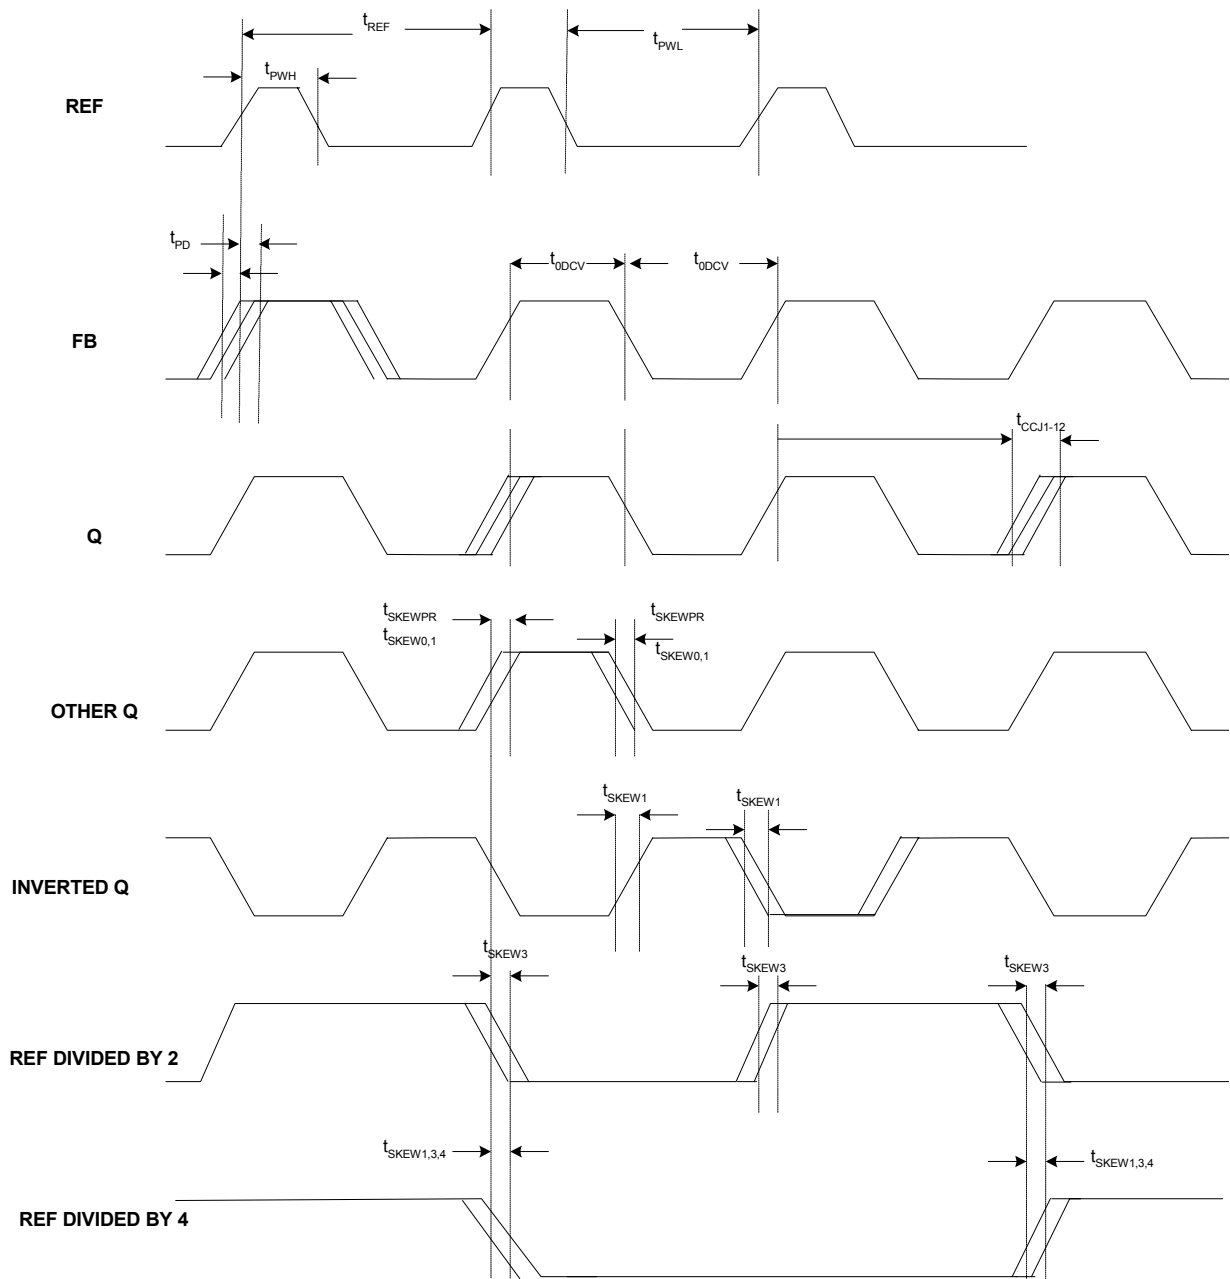 tREF
tPWL
tPWH
REF
tPD
t0DCV
t0DCV
FB
tCCJ1-12
Q
tSKEWPR
tSKEW0,1
tSKEWPR
tSKEW0,1
OTHER Q
tSKEW1
tSKEW1
INVERTED Q
tSKEW3
tSKEW3
tSKEW3
REF DIVIDED BY 2
tSKEW1,3,4
tSKEW1,3,4
REF DIVIDED BY 4